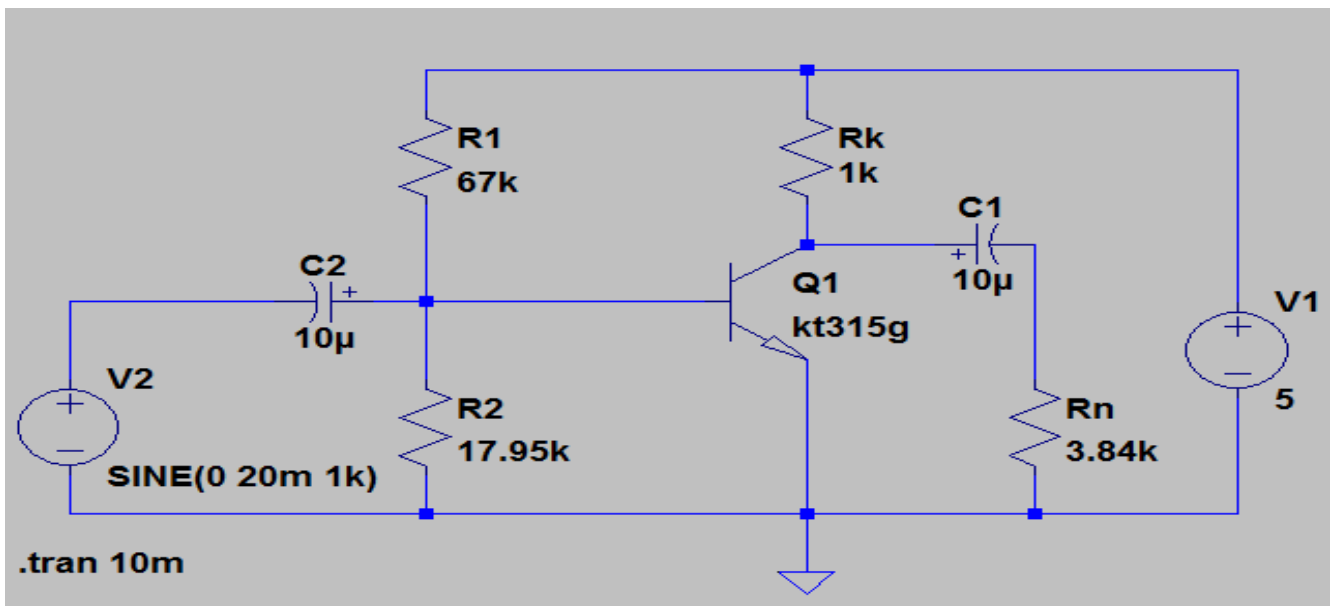 R1
67k
Rk
1k
C1
+
10µ
C2
+
10µ
Q1
kt315g
V1
+
5
V2
+
SINE(0 20m 1k)
R2
17.95k
Rn
3.84k
.tran 10m